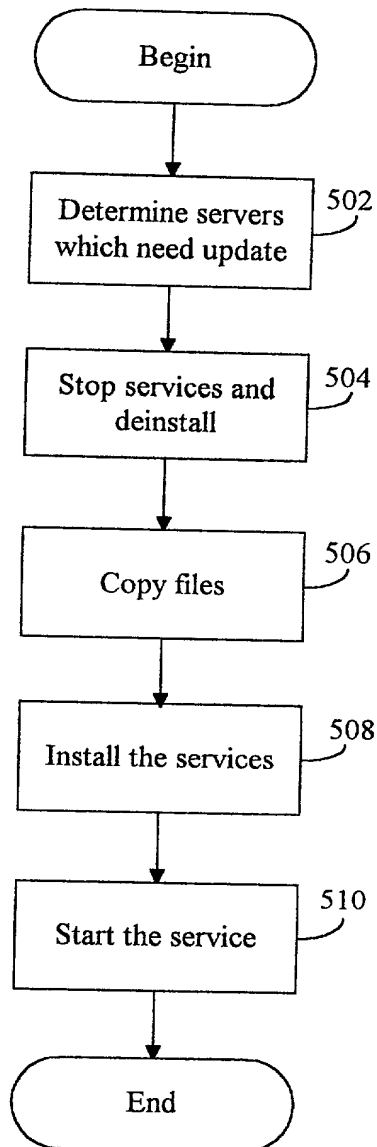 Begin
Determine servers
which need update
502
Stop services and
deinstall
504
Copy files
506
Install the services
508
Start the service
510
End